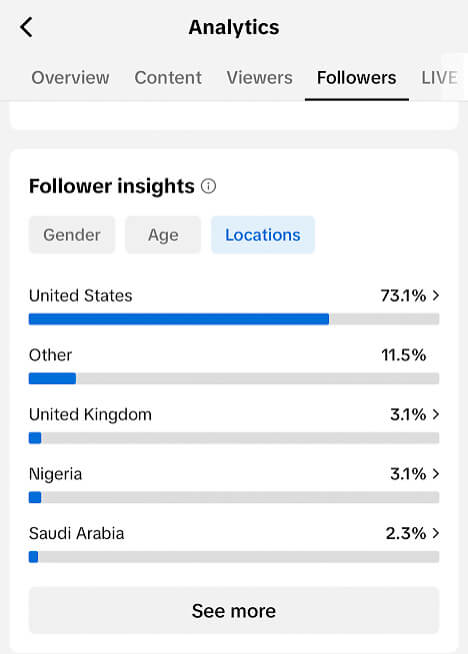 Analytics
Overview Content Viewers Followers LIVE
Follower insights
Gender Age Locations
United States 73.1%
Other 11.5%
United Kingdom 3.1%
Nigeria 3.1%
Saudi Arabia 2.3%
See more